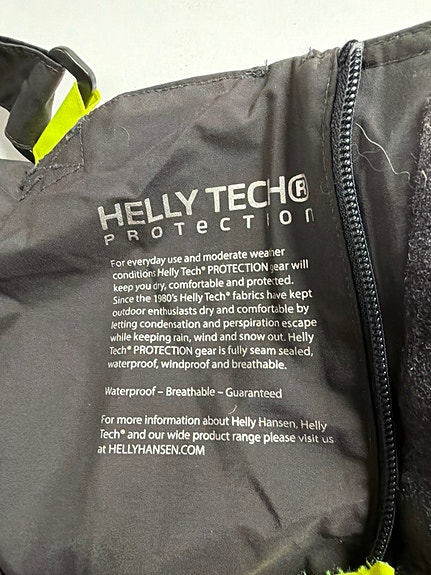 HELLY TECH®
PROTECTION
For everyday use and moderate weather
conditions Helly Tech® PROTECTION gear will
keep you dry, comfortable and protected.
Since the 1980's Helly Tech® fabrics have kept
outdoor enthusiasts dry and comfortable by
letting condensation and perspiration escape
while keeping rain, wind and snow out. Helly
Tech® PROTECTION gear is fully seam sealed,
waterproof, windproof and breathable.
Waterproof – Breathable – Guaranteed
For more information about Helly Hansen, Helly
Tech® and our wide product range please visit us
at HELLYHANSEN.COM